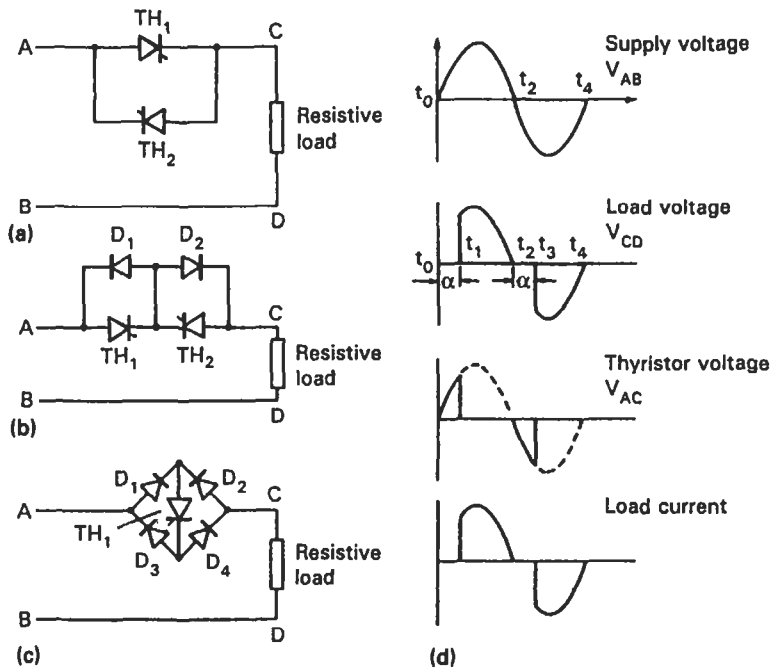 TH1
A
C
TH2
Resistive
load
B
D
(a)
D1 D2
A
C
TH1 TH2
Resistive
load
B
D
(b)
D1 D2
A
C
TH1
D3 D4
Resistive
load
B
D
(c)
Supply voltage
VAB
t0 t2 t4
Load voltage
VCD
t0 t1 t2 t3 t4
α α
Thyristor voltage
VAC
Load current
(d)